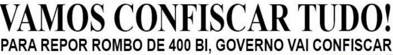 VAMOS CONFISCAR TUDO!
PARA REPOR ROMBO DE 400 BI, GOVERNO VAI CONFISCAR